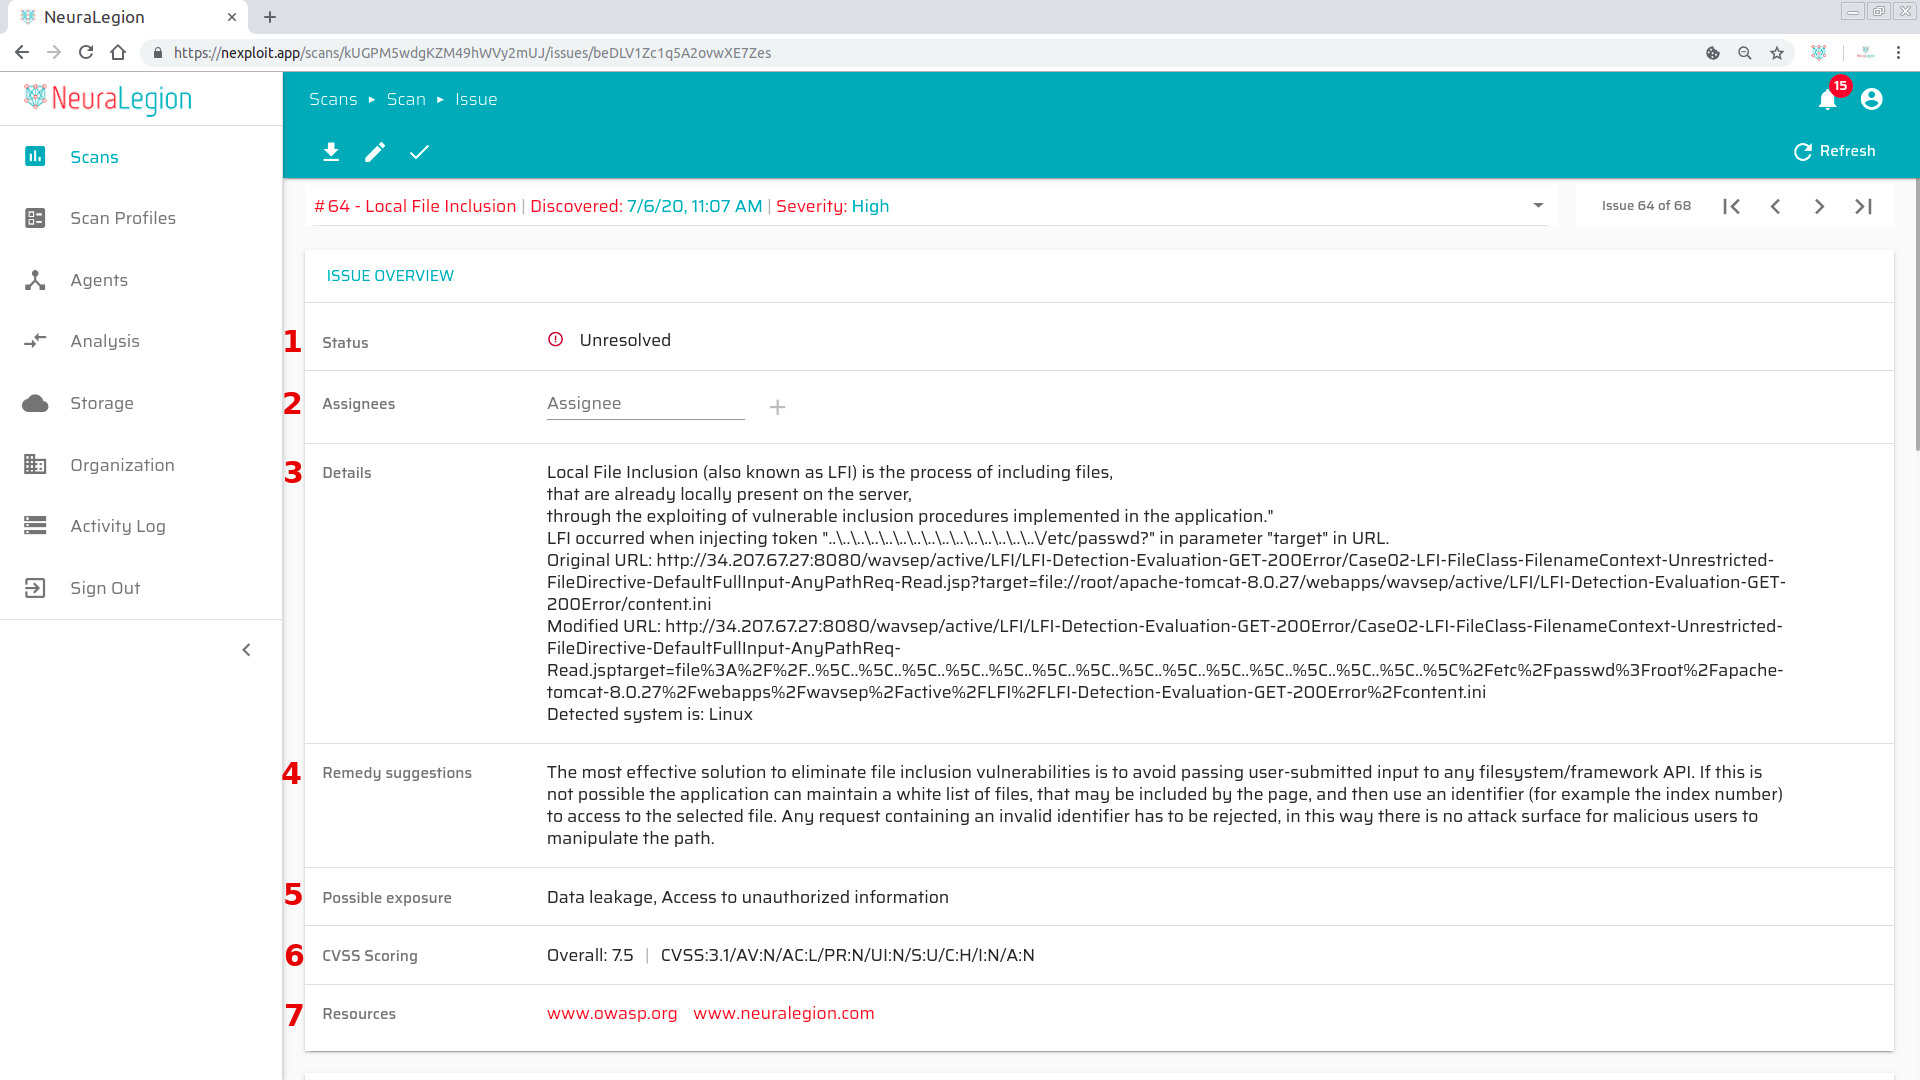 NeuraLegion
https://nexploit.app/scans/kUGPM5wdgKZM49hWVy2mUJ/issues/beDLV1Zc1q5A2ovwXE7Zes
NeuraLegion
Scans
Scan Profiles
Agents
Analysis
Storage
Organization
Activity Log
Sign Out
Scans ▸ Scan ▸ Issue
15
Refresh
#64 - Local File Inclusion | Discovered: 7/6/20, 11:07 AM | Severity: High
Issue 64 of 68
ISSUE OVERVIEW
1 Status Unresolved
2 Assignees Assignee +
3 Details Local File Inclusion (also known as LFI) is the process of including files,
that are already locally present on the server,
through the exploiting of vulnerable inclusion procedures implemented in the application."
LFI occurred when injecting token "..\..\..\..\..\..\..\..\..\..\..\..\..\..\..\/etc/passwd?" in parameter "target" in URL.
Original URL: http://34.207.67.27:8080/wavsep/active/LFI/LFI-Detection-Evaluation-GET-200Error/Case02-LFI-FileClass-FilenameContext-Unrestricted-
FileDirective-DefaultFullInput-AnyPathReq-Read.jsp?target=file://root/apache-tomcat-8.0.27/webapps/wavsep/active/LFI/LFI-Detection-Evaluation-GET-
200Error/content.ini
Modified URL: http://34.207.67.27:8080/wavsep/active/LFI/LFI-Detection-Evaluation-GET-200Error/Case02-LFI-FileClass-FilenameContext-Unrestricted-
FileDirective-DefaultFullInput-AnyPathReq-
Read.jsptarget=file%3A%2F%2F..%5C..%5C..%5C..%5C..%5C..%5C..%5C..%5C..%5C..%5C..%5C..%5C..%5C..%5C..%5C%2Fetc%2Fpasswd%3Froot%2Fapache-
tomcat-8.0.27%2Fwebapps%2Fwavsep%2Factive%2FLFI%2FLFI-Detection-Evaluation-GET-200Error%2Fcontent.ini
Detected system is: Linux
4 Remedy suggestions The most effective solution to eliminate file inclusion vulnerabilities is to avoid passing user-submitted input to any filesystem/framework API. If this is
not possible the application can maintain a white list of files, that may be included by the page, and then use an identifier (for example the index number)
to access to the selected file. Any request containing an invalid identifier has to be rejected, in this way there is no attack surface for malicious users to
manipulate the path.
5 Possible exposure Data leakage, Access to unauthorized information
6 CVSS Scoring Overall: 7.5 | CVSS:3.1/AV:N/AC:L/PR:N/UI:N/S:U/C:H/I:N/A:N
7 Resources www.owasp.org www.neuralegion.com